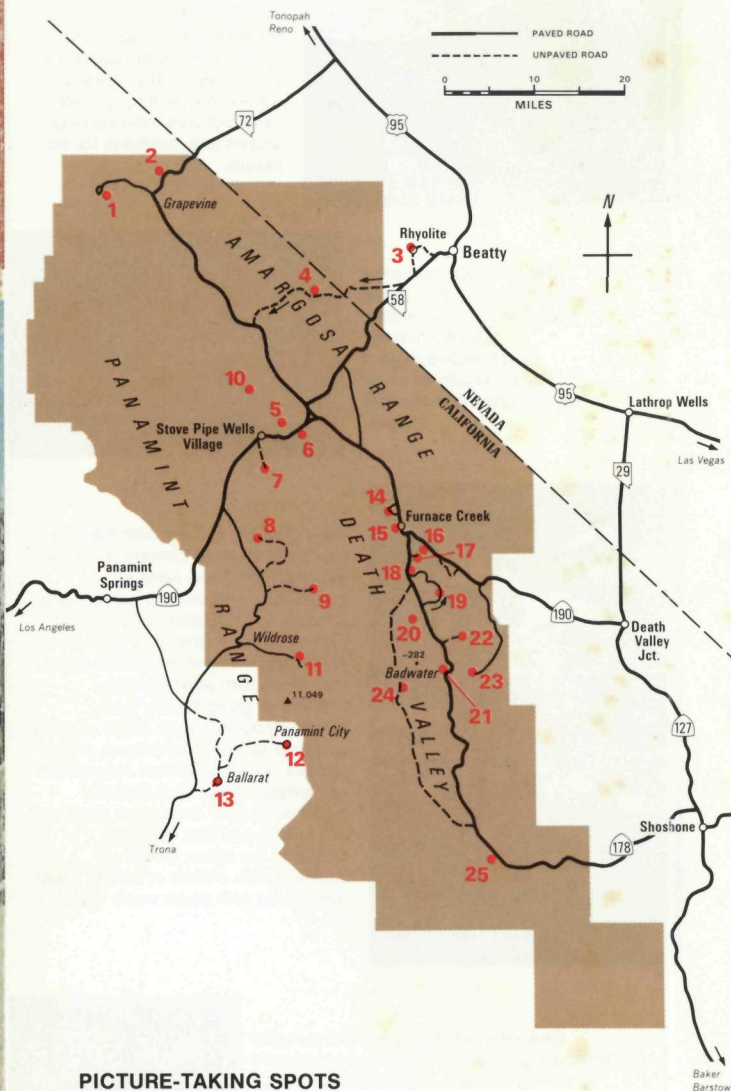 Tonopah
Reno
PAVED ROAD
UNPAVED ROAD
0 10 20
MILES
72
95
2
1
Grapevine
N
Rhyolite
3
Beatty
AMARGOSA RANGE
4
58
PANAMINT RANGE
10
5
Stove Pipe Wells
Village
6
7
NEVADA
CALIFORNIA
95
Lathrop Wells
Las Vegas
29
14
Furnace Creek
15
16
17
18
8
DEATH VALLEY
Panamint
Springs
190
Los Angeles
9
19
190
Death
Valley
Jct.
Wildrose
20
22
11
-282
Badwater
23
21
24
11,049
Panamint City
12
127
Ballarat
13
Shoshone
178
Trona
25
Baker
Barstow
PICTURE-TAKING SPOTS